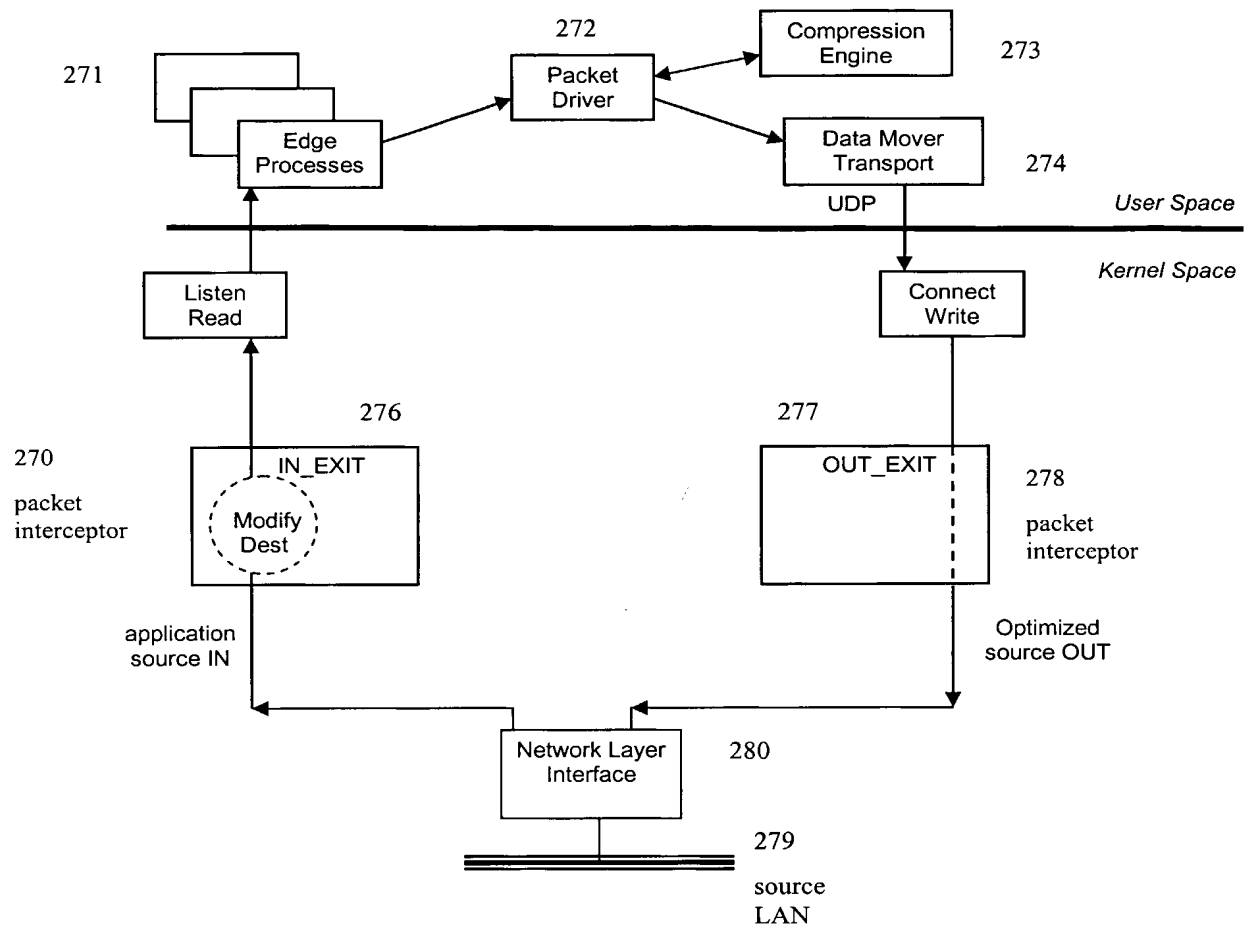 272
Compression
Engine
273
271
Packet
Driver
Edge
Processes
Data Mover
Transport
274
UDP
User Space
Kernel Space
Listen
Read
Connect
Write
276
277
270
packet
interceptor
IN_EXIT
Modify
Dest
OUT_EXIT
278
packet
interceptor
application
source IN
Optimized
source OUT
Network Layer
Interface
280
279
source
LAN